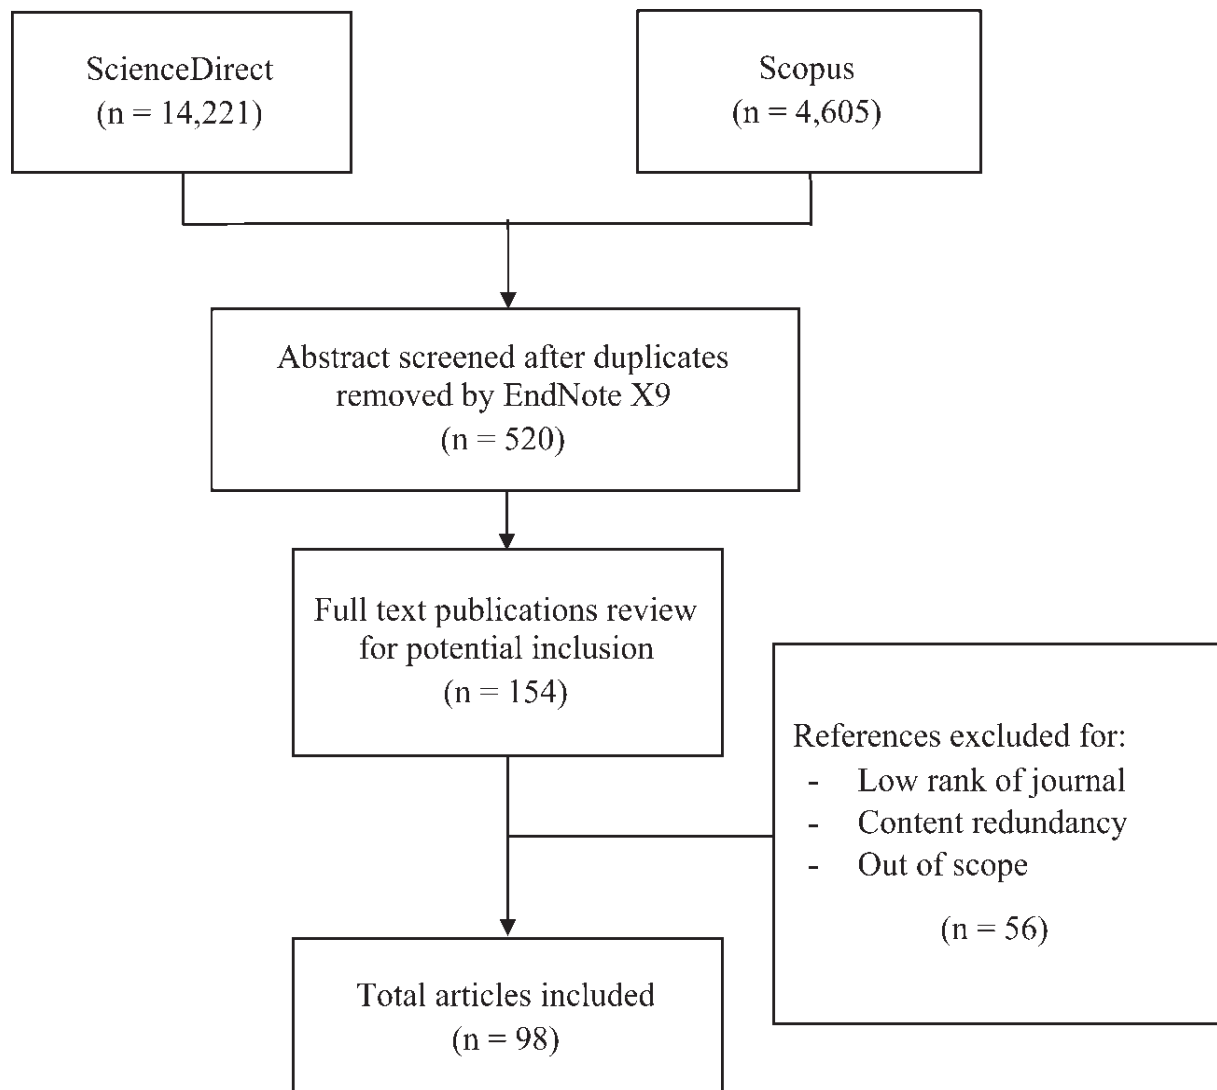 ScienceDirect
(n = 14,221)
Scopus
(n = 4,605)
Abstract screened after duplicates
removed by EndNote X9
(n = 520)
Full text publications review
for potential inclusion
(n = 154)
References excluded for:
- Low rank of journal
- Content redundancy
- Out of scope
(n = 56)
Total articles included
(n = 98)